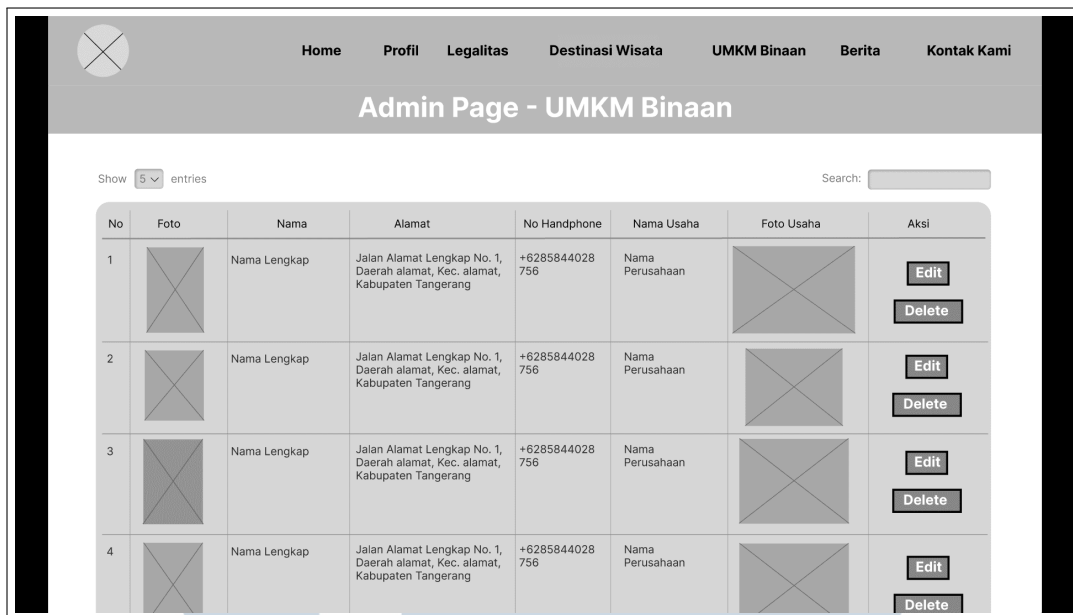 Home Profil Legalitas Destinasi Wisata UMKM Binaan Berita Kontak Kami
Admin Page - UMKM Binaan
Show 5 entries Search:
No Foto Nama Alamat No Handphone Nama Usaha Foto Usaha Aksi
1 Nama Lengkap Jalan Alamat Lengkap No. 1, +6285844028 Nama
Daerah alamat, Kec. alamat, 756 Perusahaan Edit
Kabupaten Tangerang
Delete
2 Nama Lengkap Jalan Alamat Lengkap No. 1, +6285844028 Nama
Daerah alamat, Kec. alamat, 756 Perusahaan Edit
Kabupaten Tangerang
Delete
3 Nama Lengkap Jalan Alamat Lengkap No. 1, +6285844028 Nama
Daerah alamat, Kec. alamat, 756 Perusahaan Edit
Kabupaten Tangerang
Delete
4 Nama Lengkap Jalan Alamat Lengkap No. 1, +6285844028 Nama
Daerah alamat, Kec. alamat, 756 Perusahaan Edit
Kabupaten Tangerang
Delete